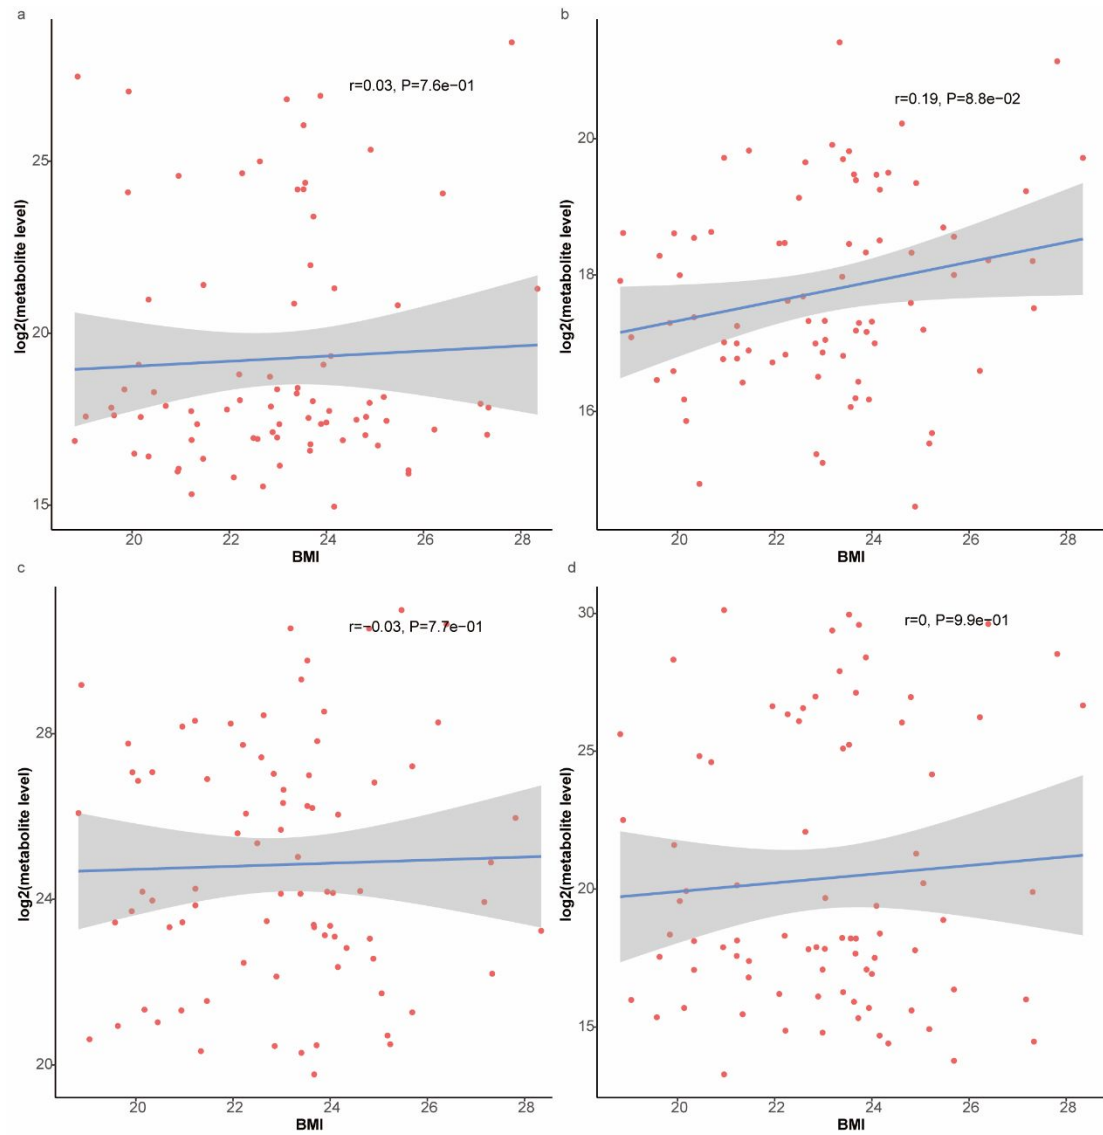 a
r=0.03, P=7.6e−01
log2(metabolite level)
25
20
15
20 22 24 26 28
BMI
b
r=0.19, P=8.8e−02
log2(metabolite level)
20
18
16
20 22 24 26 28
BMI
c
r=−0.03, P=7.7e−01
log2(metabolite level)
28
24
20
20 22 24 26 28
BMI
d
r=0, P=9.9e−01
log2(metabolite level)
30
25
20
15
20 22 24 26 28
BMI